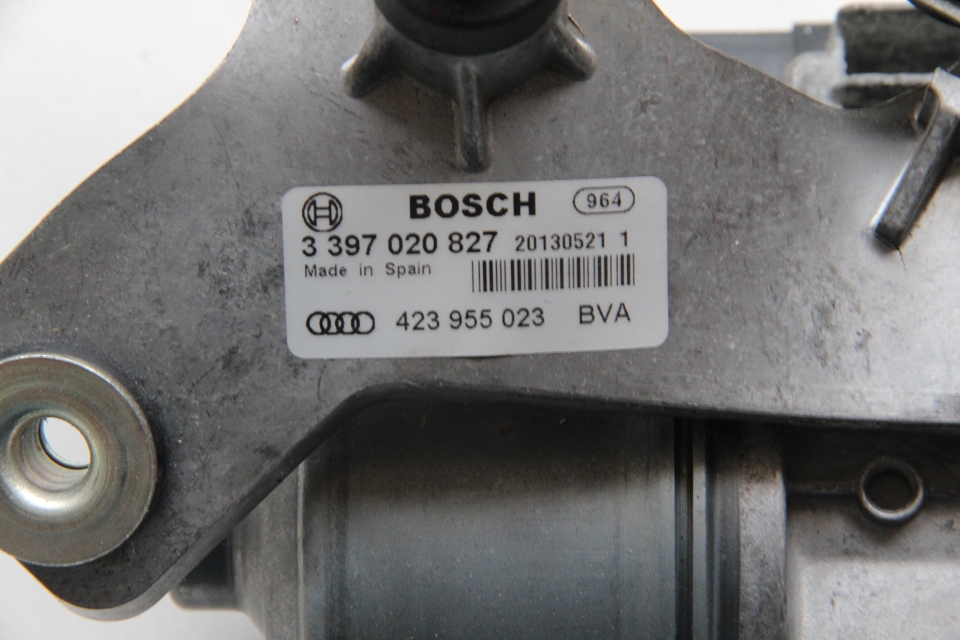 BOSCH 964
3 397 020 827 20130521 1
Made in Spain
423 955 023 BVA